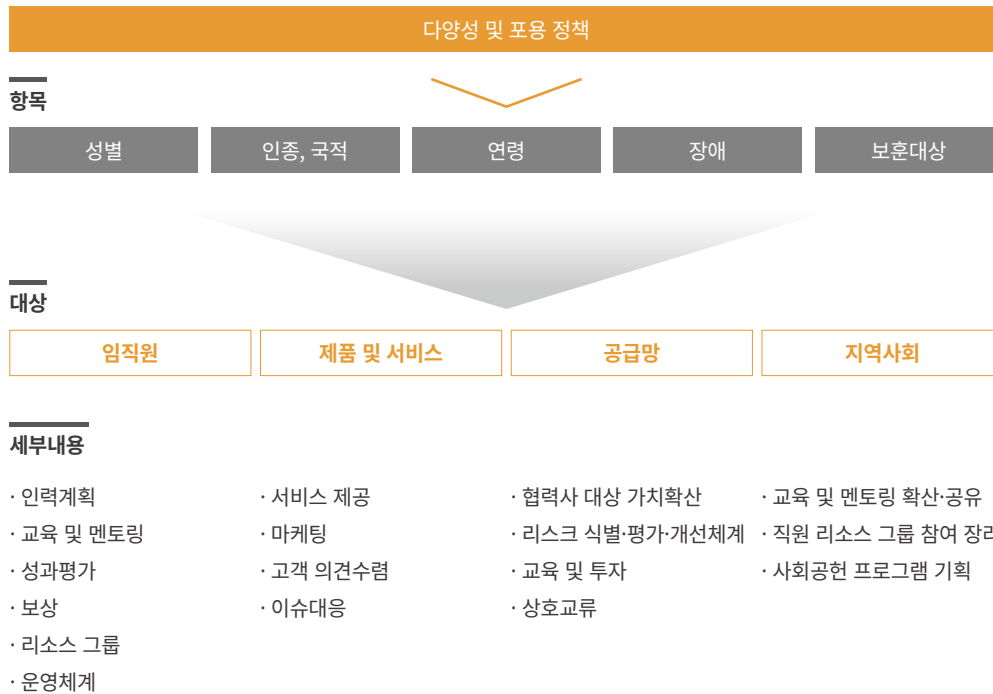 다양성 및 포용 정책
항목
성별
인종, 국적
연령
장애
보훈대상
대상
임직원
제품 및 서비스
공급망
지역사회
세부내용
· 인력계획
· 교육 및 멘토링
· 성과평가
· 보상
· 리소스 그룹
· 운영체계
· 서비스 제공
· 마케팅
· 고객 의견수렴
· 이슈대응
· 협력사 대상 가치확산
· 리스크 식별·평가·개선체계
· 교육 및 투자
· 상호교류
· 교육 및 멘토링 확산·공유
· 직원 리소스 그룹 참여
· 사회공헌 프로그램 기획